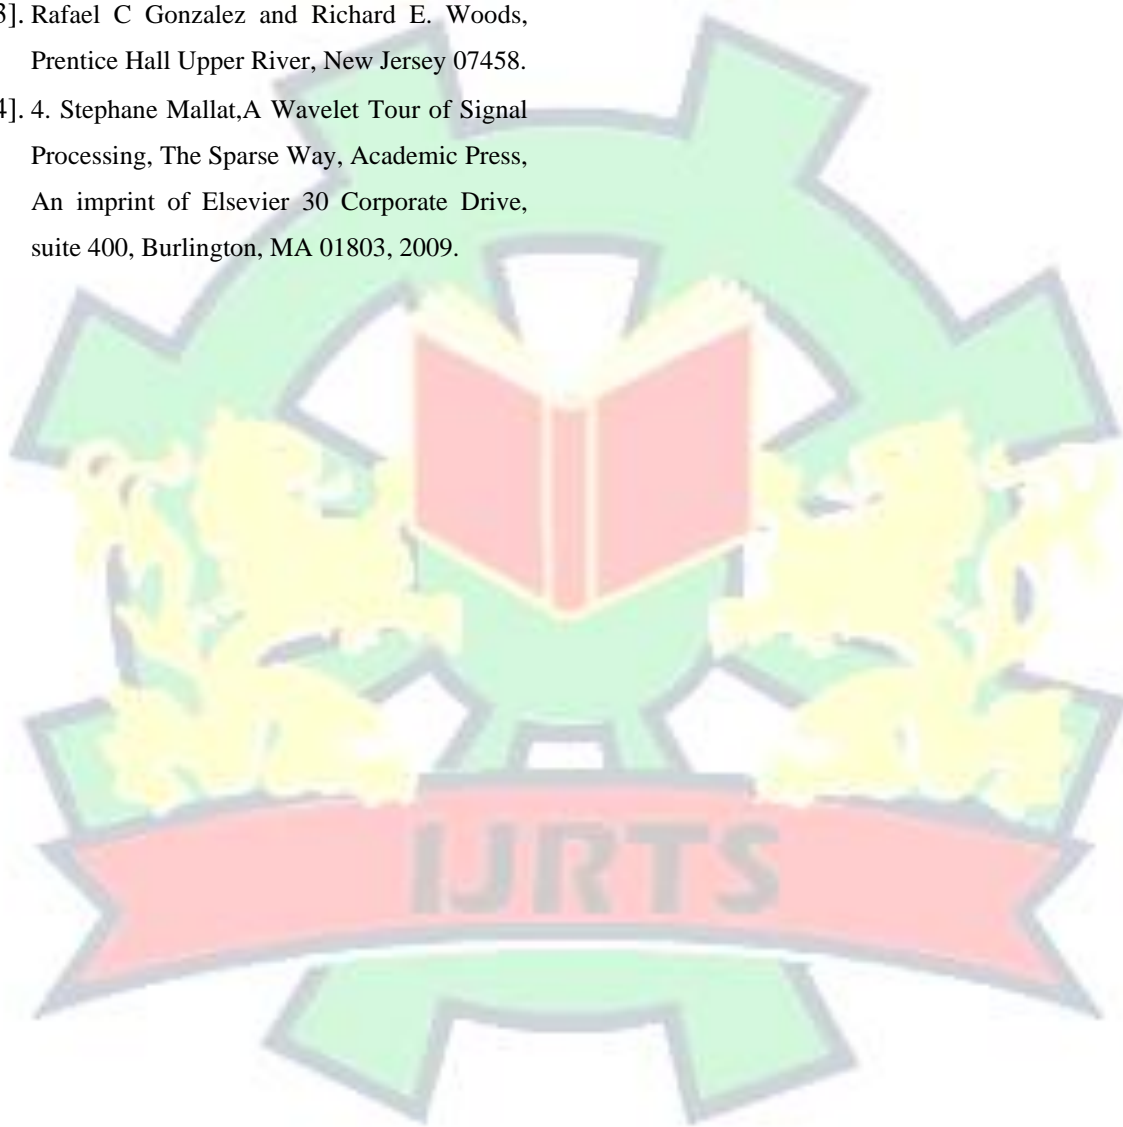 3]. Rafael C Gonzalez and Richard E. Woods,
Prentice Hall Upper River, New Jersey 07458.
4]. 4. Stephane Mallat,A Wavelet Tour of Signal
Processing, The Sparse Way, Academic Press,
An imprint of Elsevier 30 Corporate Drive,
suite 400, Burlington, MA 01803, 2009.
IJRTS